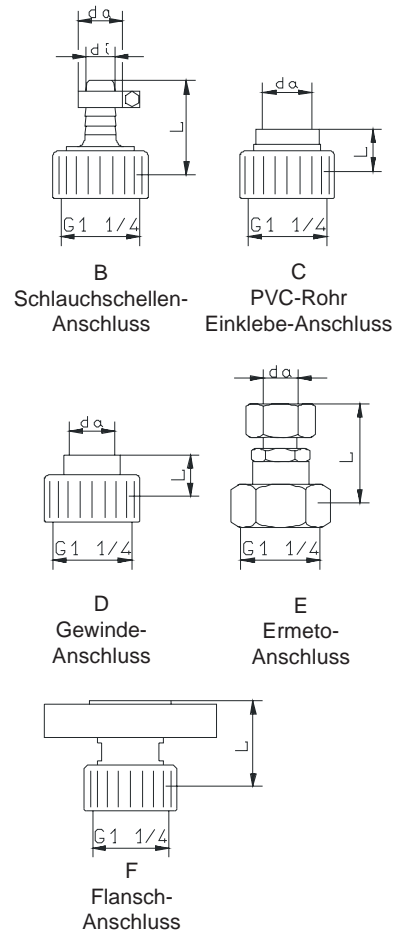 da
di
L
G1 1/4
B
Schlauchschellen-
Anschluss
da
L
G1 1/4
C
PVC-Rohr
Einklebe-Anschluss
da
L
G1 1/4
D
Gewinde-
Anschluss
da
L
G1 1/4
E
Ermeto-
Anschluss
L
G1 1/4
F
Flansch-
Anschluss